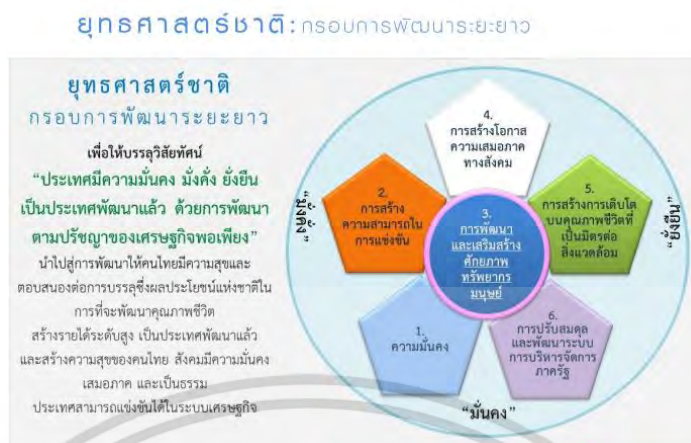 ยุทธศาสตร์ชาติ: กรอบการพัฒนาระยะยาว
ยุทธศาสตร์ชาติ
กรอบการพัฒนาระยะยาว
เพื่อให้บรรลุวิสัยทัศน์
“ประเทศมีความมั่นคง มั่งคั่ง ยั่งยืน
เป็นประเทศพัฒนาแล้ว ด้วยการพัฒนา
ตามปรัชญาของเศรษฐกิจพอเพียง”
นำไปสู่การพัฒนาให้คนไทยมีความสุขและ
ตอบสนองต่อการบรรลุซึ่งผลประโยชน์แห่งชาติใน
การที่จะพัฒนาคุณภาพชีวิต
สร้างรายได้ระดับสูง เป็นประเทศพัฒนาแล้ว
และสร้างความสุขของคนไทย สังคมมีความมั่นคง
เสมอภาค และเป็นธรรม
ประเทศสามารถแข่งขันได้ในระบบเศรษฐกิจ
4.
การสร้างโอกาส
ความเสมอภาค
ทางสังคม
“มั่งคั่ง”
2.
การสร้าง
ความสามารถใน
การแข่งขัน
3.
การพัฒนา
และเสริมสร้าง
ศักยภาพ
ทรัพยากร
มนุษย์
5.
การสร้างการเติบโต
บนคุณภาพชีวิตที่
เป็นมิตรต่อ
สิ่งแวดล้อม
“ยั่งยืน”
1.
ความมั่นคง
6.
การปรับสมดุล
และพัฒนาระบบ
การบริหารจัดการ
ภาครัฐ
“มั่นคง”